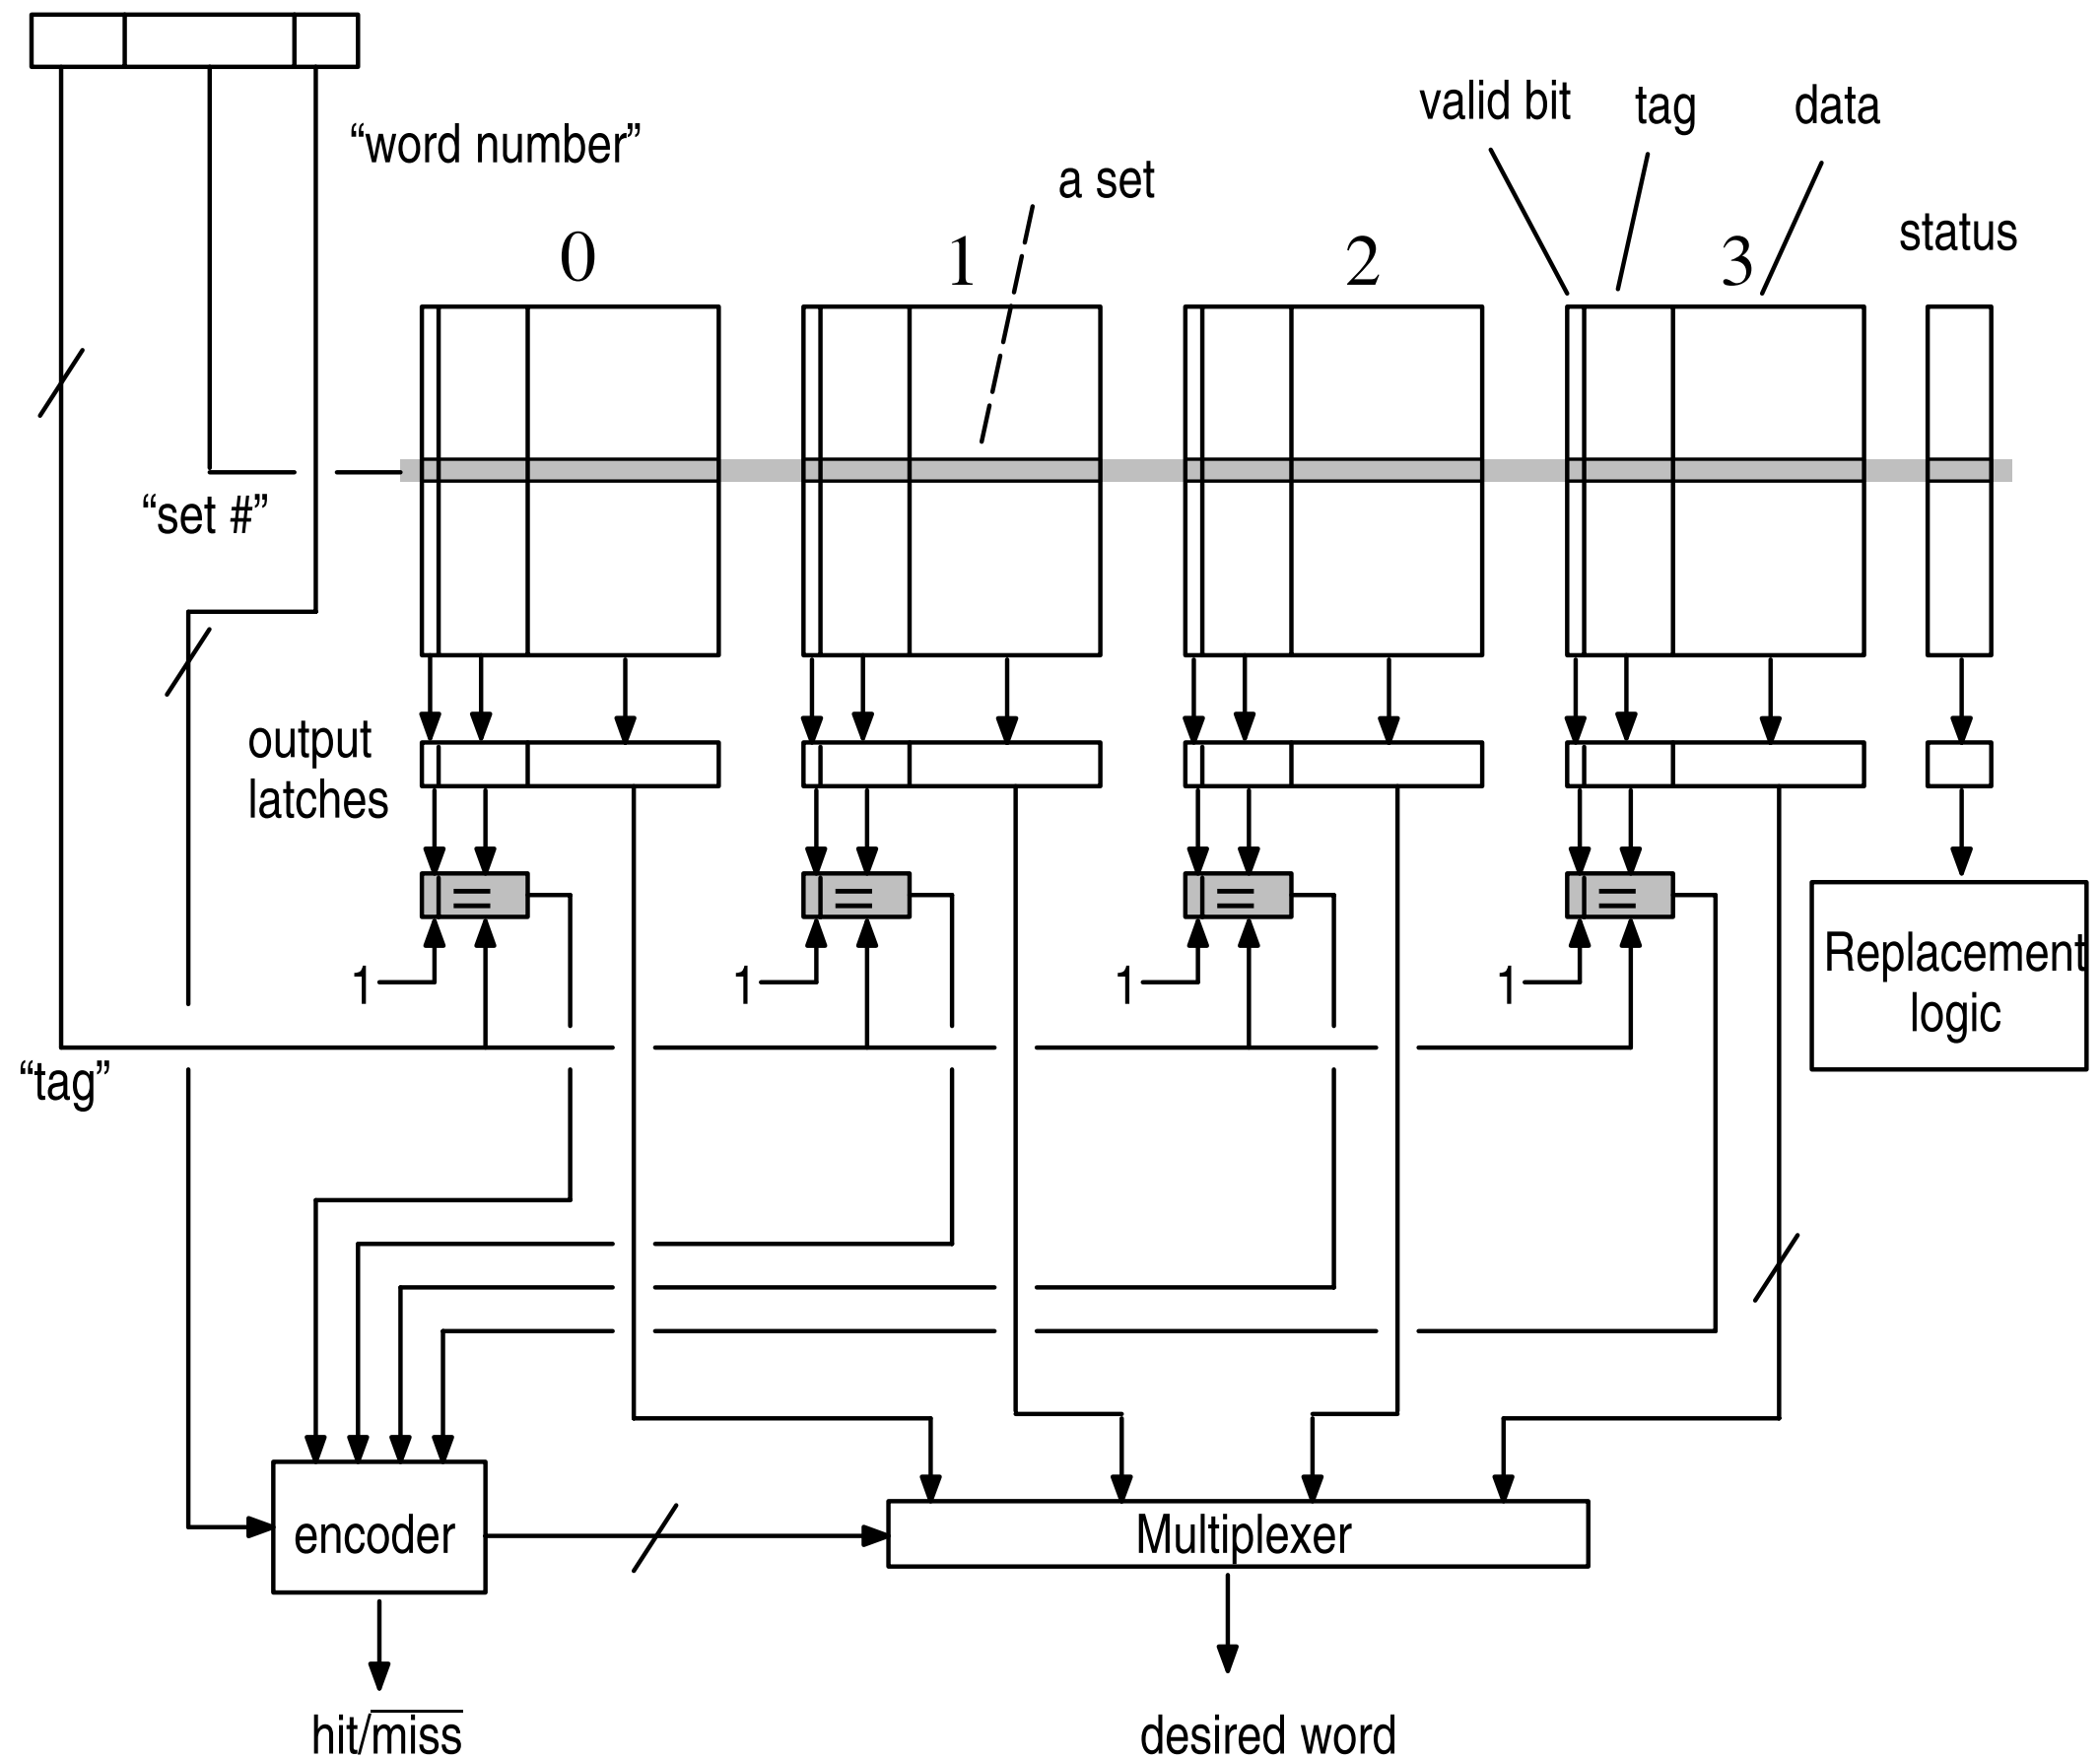 “word number”
valid bit
tag
data
a set
status
0
1
2
3
“set #”
output
latches
=
=
=
=
1
1
1
1
Replacement
logic
“tag”
encoder
Multiplexer
hit/miss
desired word